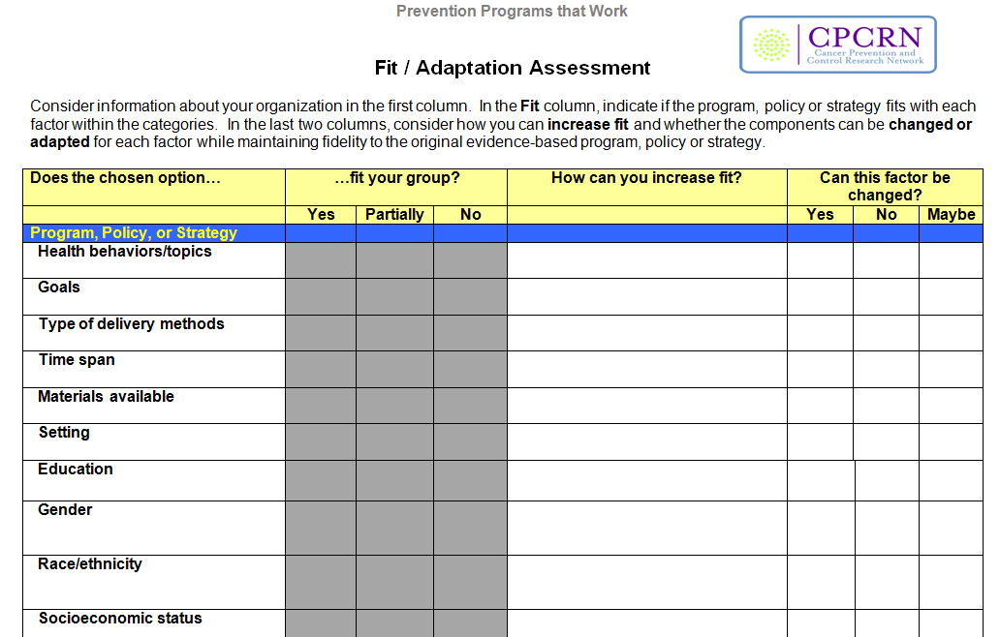 Prevention Programs that Work
CPCRN
Cancer Prevention and
Control Research Network
Fit / Adaptation Assessment
Consider information about your organization in the first column. In the Fit column, indicate if the program, policy or strategy fits with each
factor within the categories. In the last two columns, consider how you can increase fit and whether the components can be changed or
adapted for each factor while maintaining fidelity to the original evidence-based program, policy or strategy.
Does the chosen option… …fit your group? How can you increase fit? Can this factor be
changed?
Yes Partially No Yes No Maybe
Program, Policy, or Strategy
Health behaviors/topics
Goals
Type of delivery methods
Time span
Materials available
Setting
Education
Gender
Race/ethnicity
Socioeconomic status